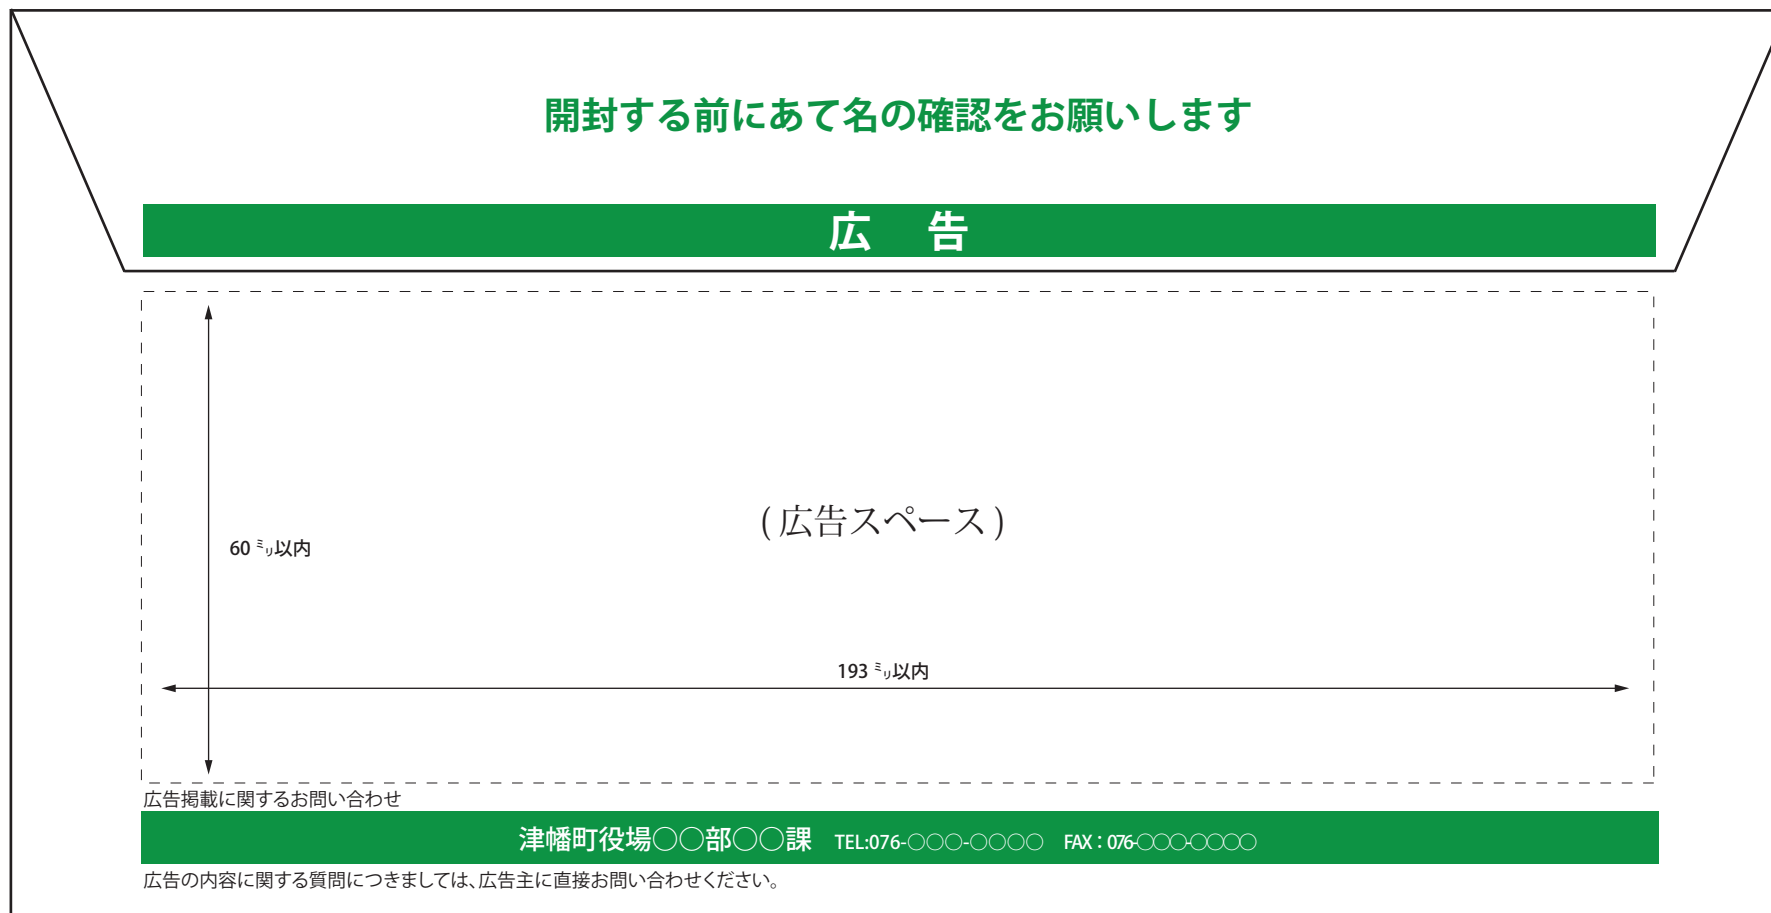 開封する前にあて名の確認をお願いします
広　告
(広告スペース)
60 ㍉以内
193 ㍉以内
広告掲載に関するお問い合わせ
津幡町役場○○部○○課　TEL:076-○○○-○○○○　FAX：076-○○○-○○○○
広告の内容に関する質問につきましては、広告主に直接お問い合わせください。